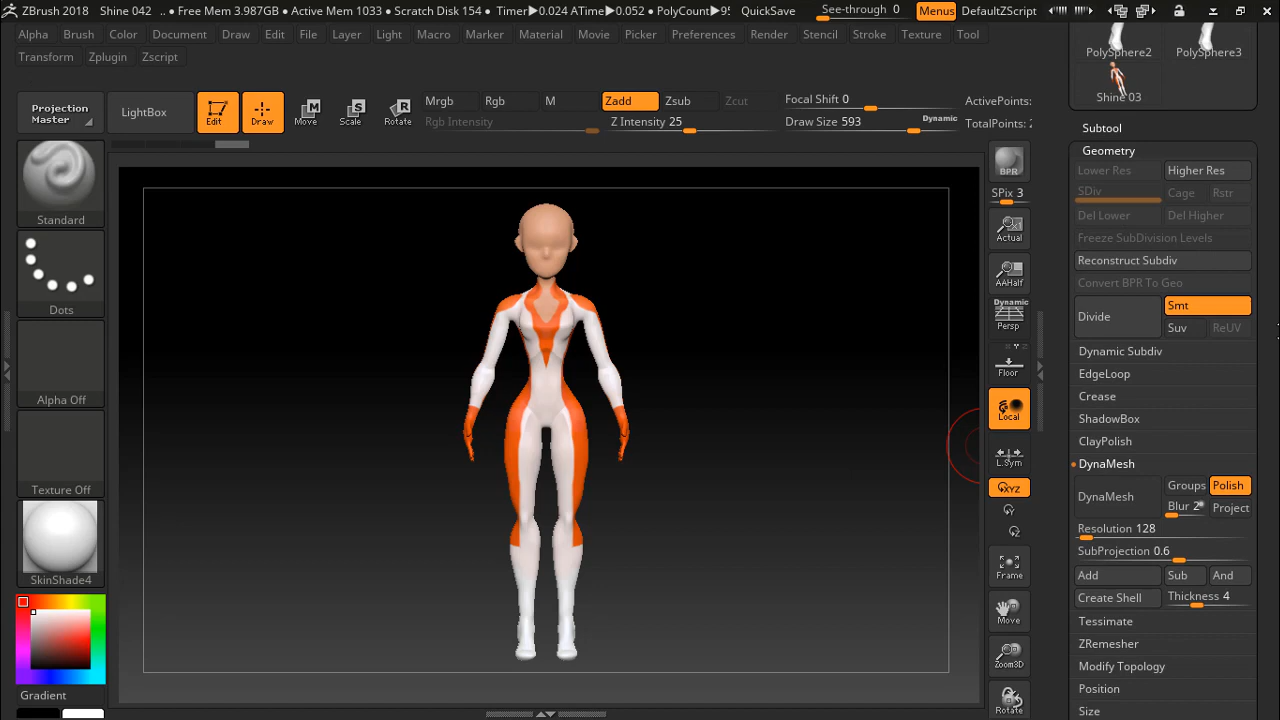 ZBrush 2018 Shine 042 .. ● Free Mem 3.987GB ● Active Mem 1033 ● Scratch Disk 154 ● Timer▶0.024 ATime▶0.052 ● PolyCount▶95 QuickSave See-through 0 Menus DefaultZScript
Alpha Brush Color Document Draw Edit File Layer Light Macro Marker Material Movie Picker Preferences Render Stencil Stroke Texture Tool
Transform Zplugin Zscript
PolySphere2 PolySphere3
Shine 03
Projection Master
LightBox
Edit
Draw
Move
Scale
Rotate
Mrgb Rgb M Zadd Zsub Zcut
Rgb Intensity Z Intensity 25
Focal Shift 0
Draw Size 593 Dynamic
ActivePoints:
TotalPoints: 2
Standard
Dots
Alpha Off
Texture Off
SkinShade4
Gradient
BPR
SPix 3
Actual
AAHalf
Dynamic
Persp
Floor
Local
L.Sym
XYZ
Y
Z
Frame
Move
Zoom3D
Rotate
Subtool
Geometry
Lower Res Higher Res
SDiv Cage Rstr
Del Lower Del Higher
Freeze SubDivision Levels
Reconstruct Subdiv
Convert BPR To Geo
Divide Smt
Suv ReUV
Dynamic Subdiv
EdgeLoop
Crease
ShadowBox
ClayPolish
DynaMesh
DynaMesh Groups Polish
Blur 2 Project
Resolution 128
SubProjection 0.6
Add Sub And
Create Shell Thickness 4
Tessimate
ZRemesher
Modify Topology
Position
Size